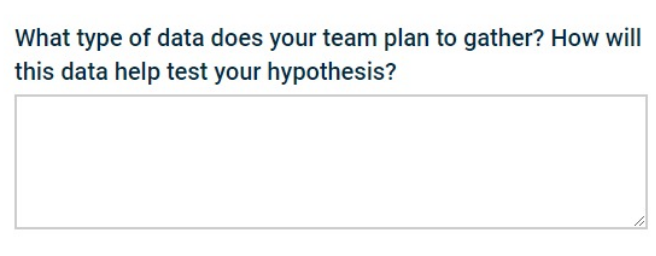 What type of data does your team plan to gather? How will
this data help test your hypothesis?